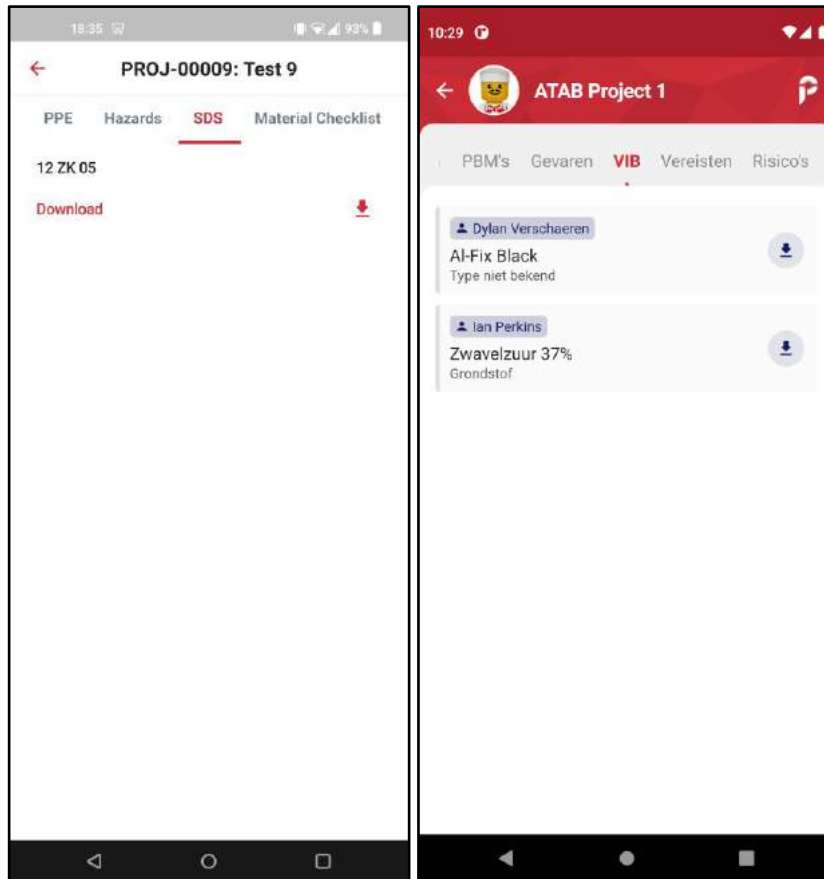 18:35
93%
PROJ-00009: Test 9
PPE
Hazards
SDS
Material Checklist
12 ZK 05
Download
10:29
ATAB Project 1
PBM's
Gevaren
VIB
Vereisten
Risico's
Dylan Verschaeren
Al-Fix Black
Type niet bekend
Ian Perkins
Zwavelzuur 37%
Grondstof